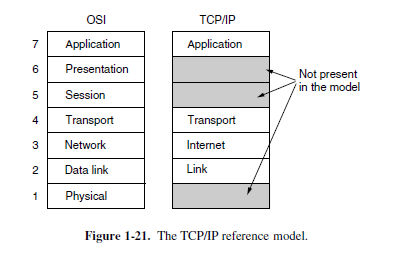 OSI
TCP/IP
7 Application Application
6 Presentation
Not present
in the model
5 Session
4 Transport Transport
3 Network Internet
2 Data link Link
1 Physical
Figure 1-21. The TCP/IP reference model.